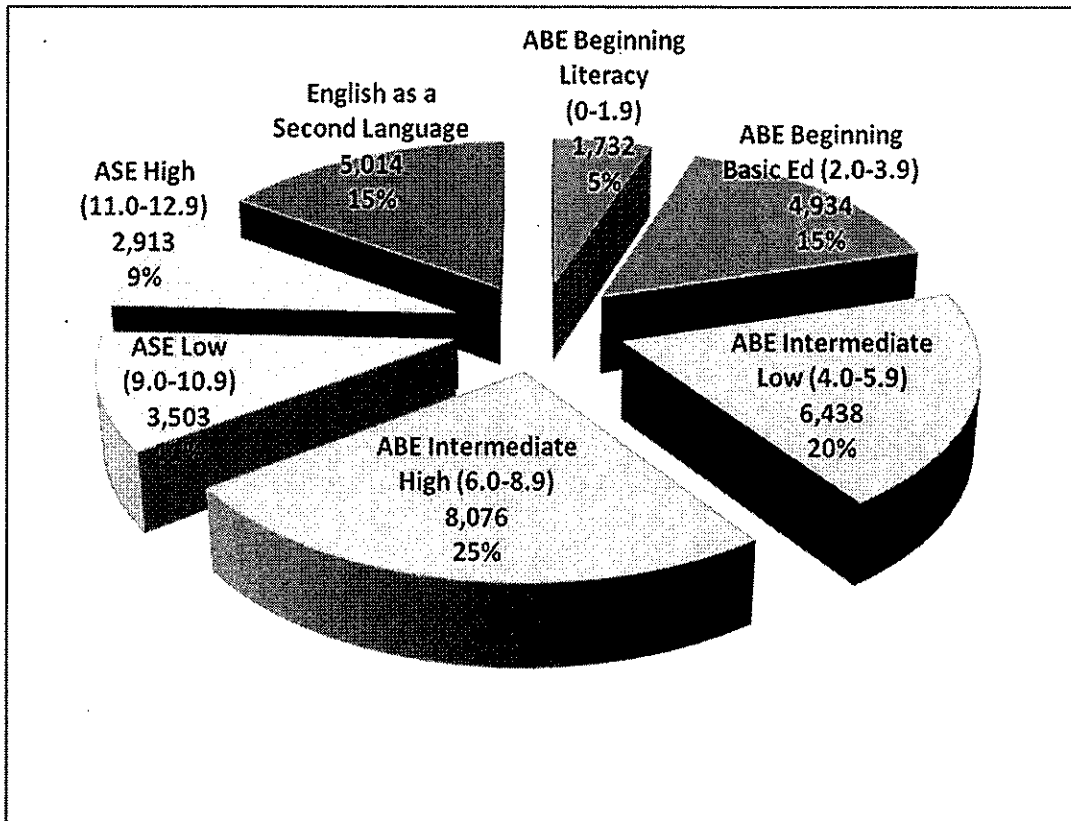 ABE Beginning
Literacy
(0-1.9)
1,732
5%
ABE Beginning
Basic Ed (2.0-3.9)
4,934
15%
ABE Intermediate
Low (4.0-5.9)
6,438
20%
ABE Intermediate
High (6.0-8.9)
8,076
25%
ASE Low
(9.0-10.9)
3,503
ASE High
(11.0-12.9)
2,913
9%
English as a
Second Language
5,014
15%